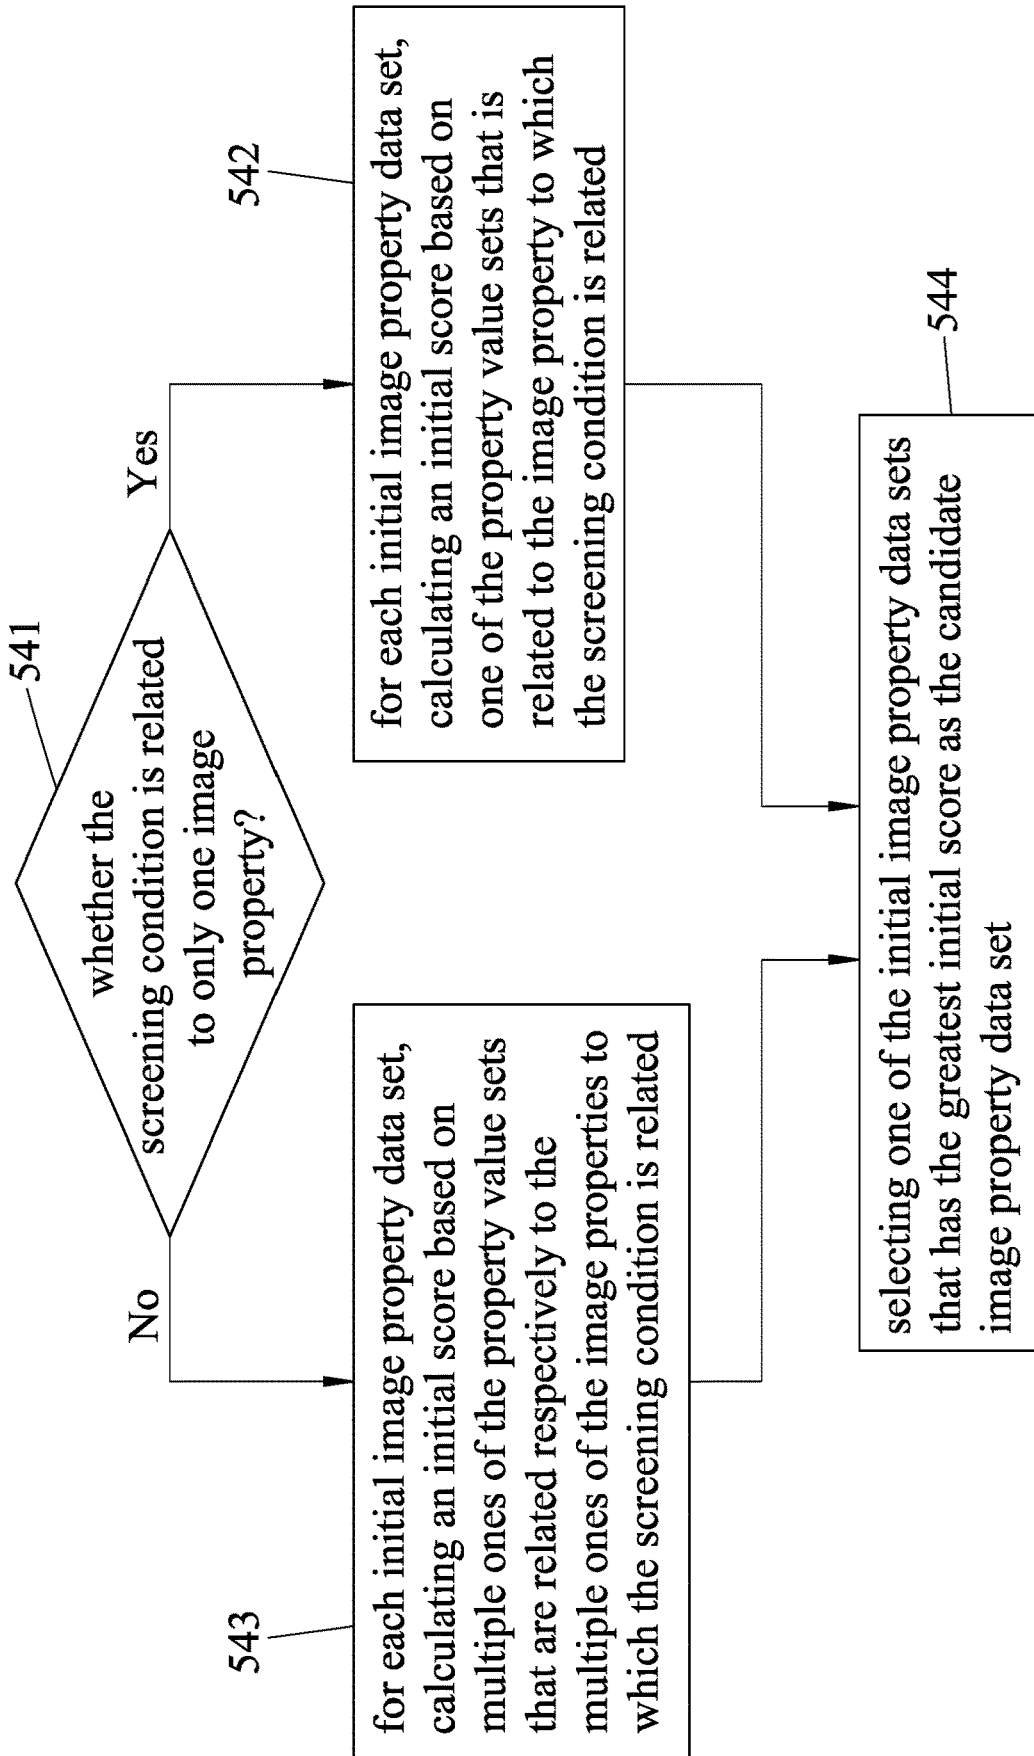 541
whether the
screening condition is related
to only one image
property?
No
Yes
543
for each initial image property data set,
calculating an initial score based on
multiple ones of the property value sets
that are related respectively to the
multiple ones of the image properties to
which the screening condition is related
542
for each initial image property data set,
calculating an initial score based on
one of the property value sets that is
related to the image property to which
the screening condition is related
544
selecting one of the initial image property data sets
that has the greatest initial score as the candidate
image property data set